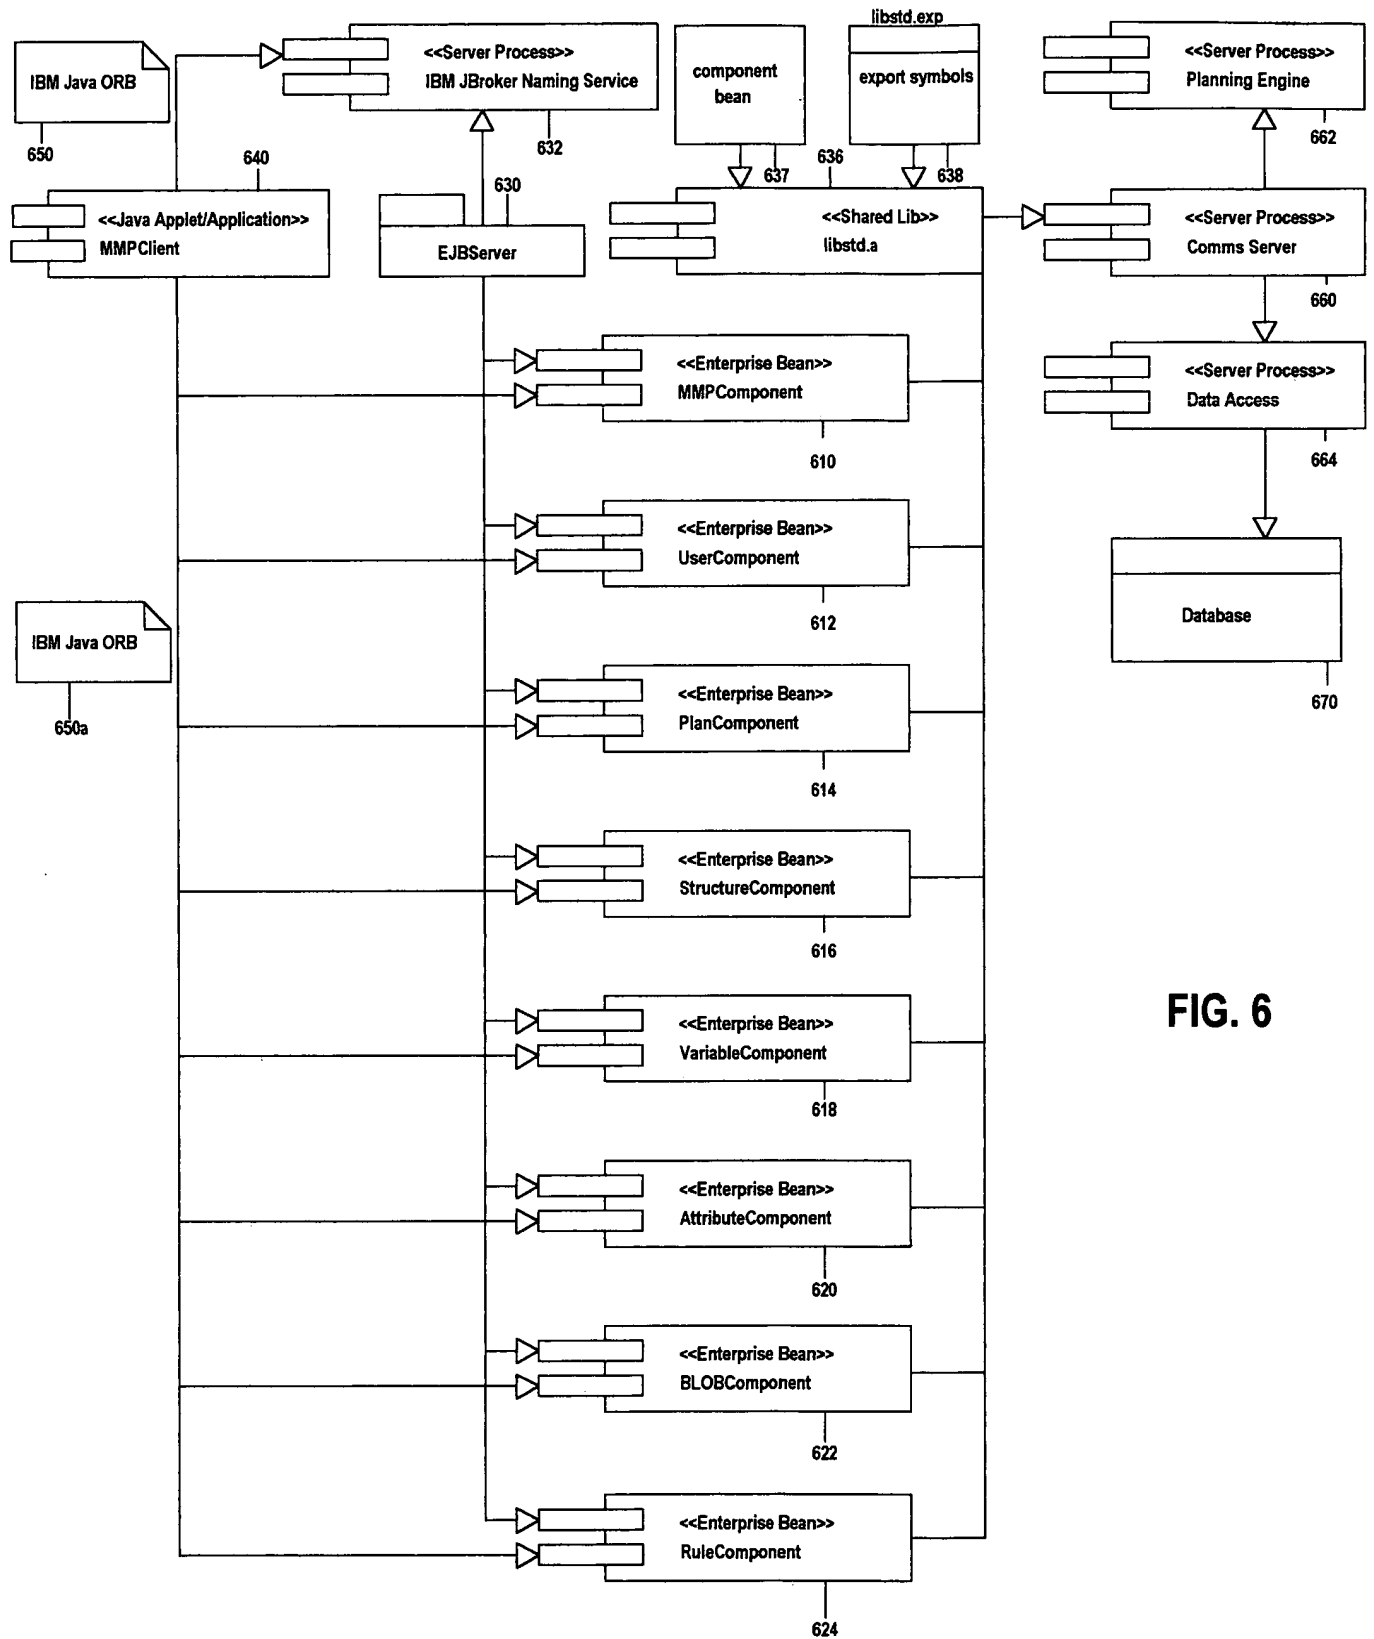 libstd.exp
IBM Java ORB
650
<<Server Process>>
IBM JBroker Naming Service
632
component
bean
637
export symbols
638
<<Server Process>>
Planning Engine
662
640
<<Java Applet/Application>>
MMPClient
630
EJBServer
636
<<Shared Lib>>
libstd.a
<<Server Process>>
Comms Server
660
<<Enterprise Bean>>
MMPComponent
610
<<Server Process>>
Data Access
664
<<Enterprise Bean>>
UserComponent
612
Database
670
IBM Java ORB
650a
<<Enterprise Bean>>
PlanComponent
614
<<Enterprise Bean>>
StructureComponent
616
<<Enterprise Bean>>
VariableComponent
618
FIG. 6
<<Enterprise Bean>>
AttributeComponent
620
<<Enterprise Bean>>
BLOBComponent
622
<<Enterprise Bean>>
RuleComponent
624